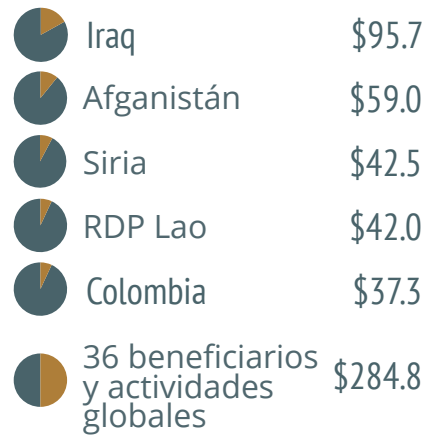 Iraq $95.7
Afganistán $59.0
Siria $42.5
RDP Lao $42.0
Colombia $37.3
36 beneficiarios
y actividades $284.8
globales